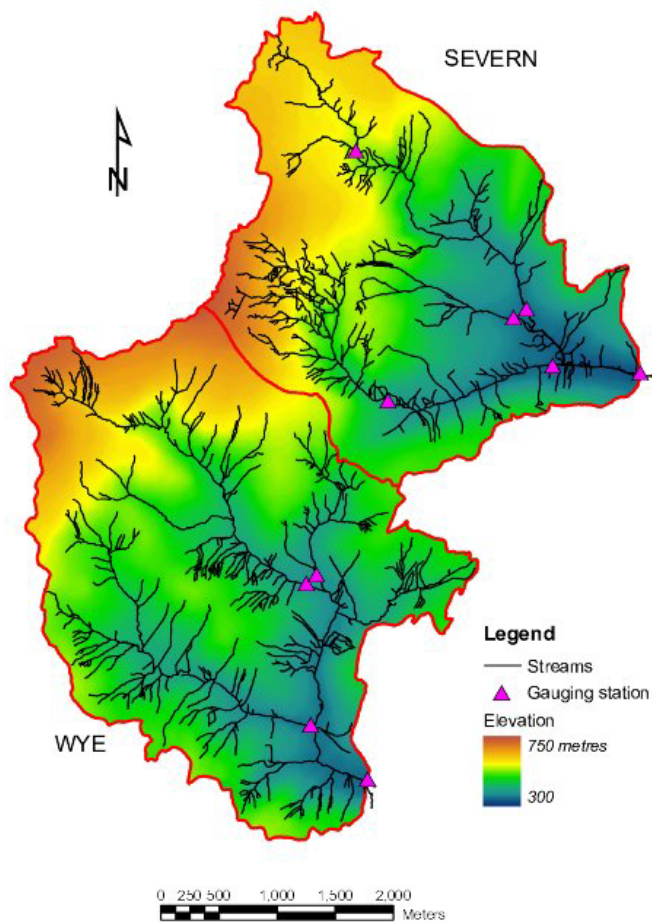 SEVERN
N
Legend
Streams
Gauging station
Elevation
750 metres
300
WYE
0 250 500 1,000 1,500 2,000
Meters